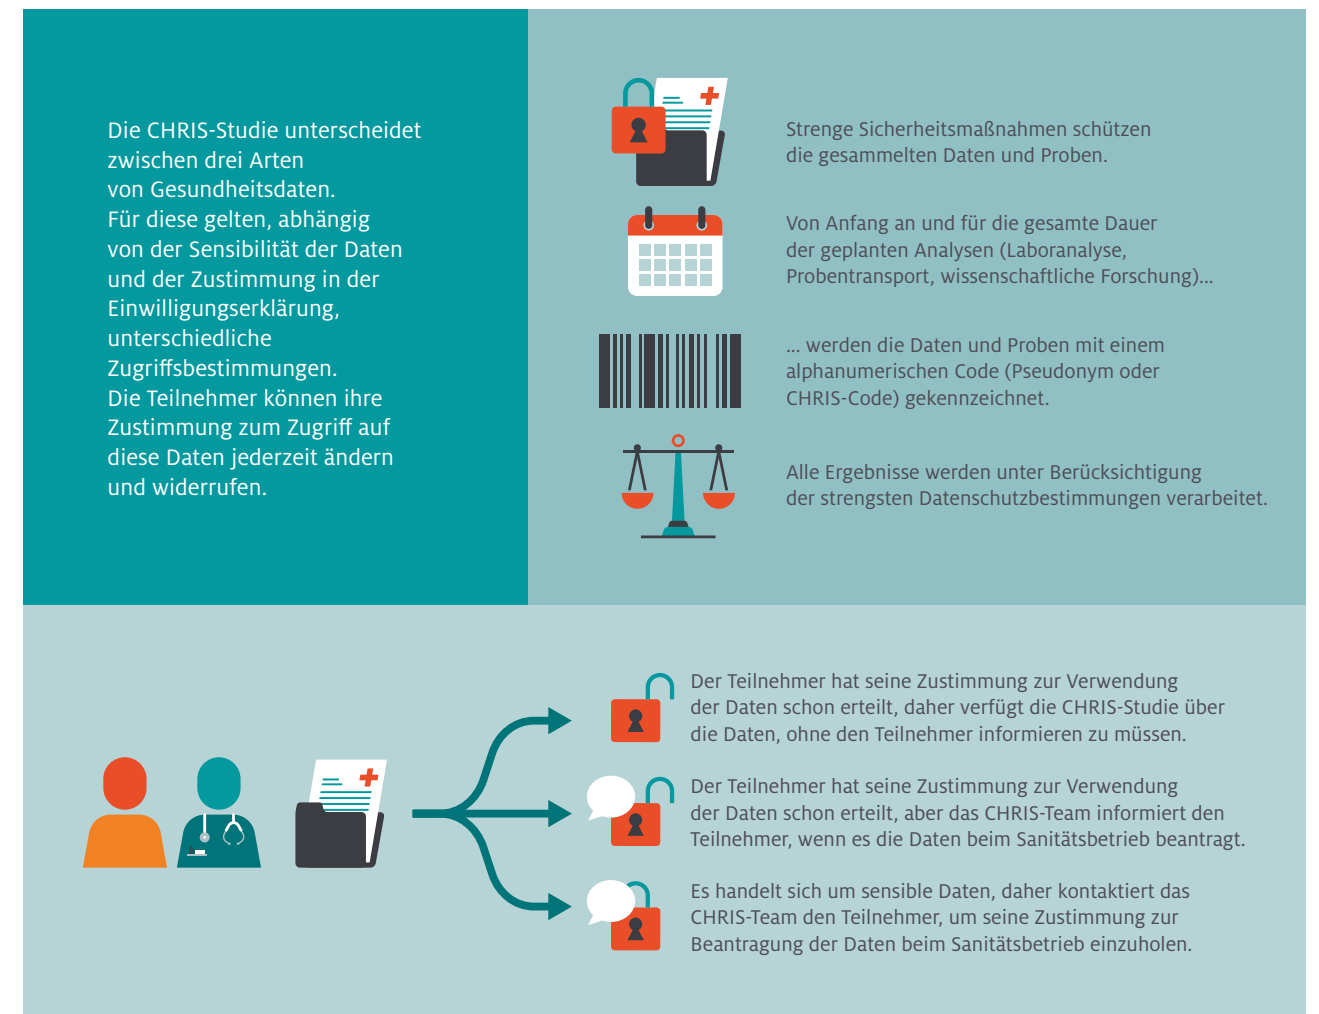 Die CHRIS-Studie unterscheidet
zwischen drei Arten
von Gesundheitsdaten.
Für diese gelten, abhängig
von der Sensibilität der Daten
und der Zustimmung in der
Einwilligungserklärung,
unterschiedliche
Zugriffsbestimmungen.
Die Teilnehmer können ihre
Zustimmung zum Zugriff auf
diese Daten jederzeit ändern
und widerrufen.
Strenge Sicherheitsmaßnahmen schützen
die gesammelten Daten und Proben.
Von Anfang an und für die gesamte Dauer
der geplanten Analysen (Laboranalyse,
Probentransport, wissenschaftliche Forschung)...
... werden die Daten und Proben mit einem
alphanumerischen Code (Pseudonym oder
CHRIS-Code) gekennzeichnet.
Alle Ergebnisse werden unter Berücksichtigung
der strengsten Datenschutzbestimmungen verarbeitet.
Der Teilnehmer hat seine Zustimmung zur Verwendung
der Daten schon erteilt, daher verfügt die CHRIS-Studie über
die Daten, ohne den Teilnehmer informieren zu müssen.
Der Teilnehmer hat seine Zustimmung zur Verwendung
der Daten schon erteilt, aber das CHRIS-Team informiert den
Teilnehmer, wenn es die Daten beim Sanitätsbetrieb beantragt.
Es handelt sich um sensible Daten, daher kontaktiert das
CHRIS-Team den Teilnehmer, um seine Zustimmung zur
Beantragung der Daten beim Sanitätsbetrieb einzuholen.